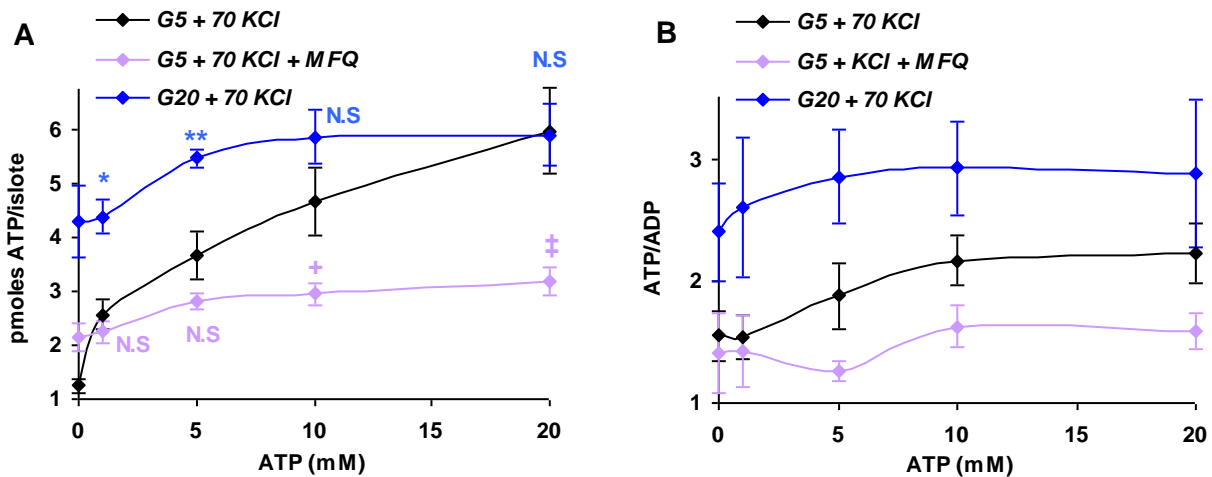 A
G5 + 70 KCl
G5 + 70 KCl + MFQ
G20 + 70 KCl
N.S
N.S
**
*
‡
+
N.S
N.S
pmoles ATP/islote
6
5
4
3
2
1
0
5
10
15
20
ATP (mM)
B
G5 + 70 KCl
G5 + KCl + MFQ
G20 + 70 KCl
ATP/ADP
3
2
1
0
5
10
15
20
ATP (mM)